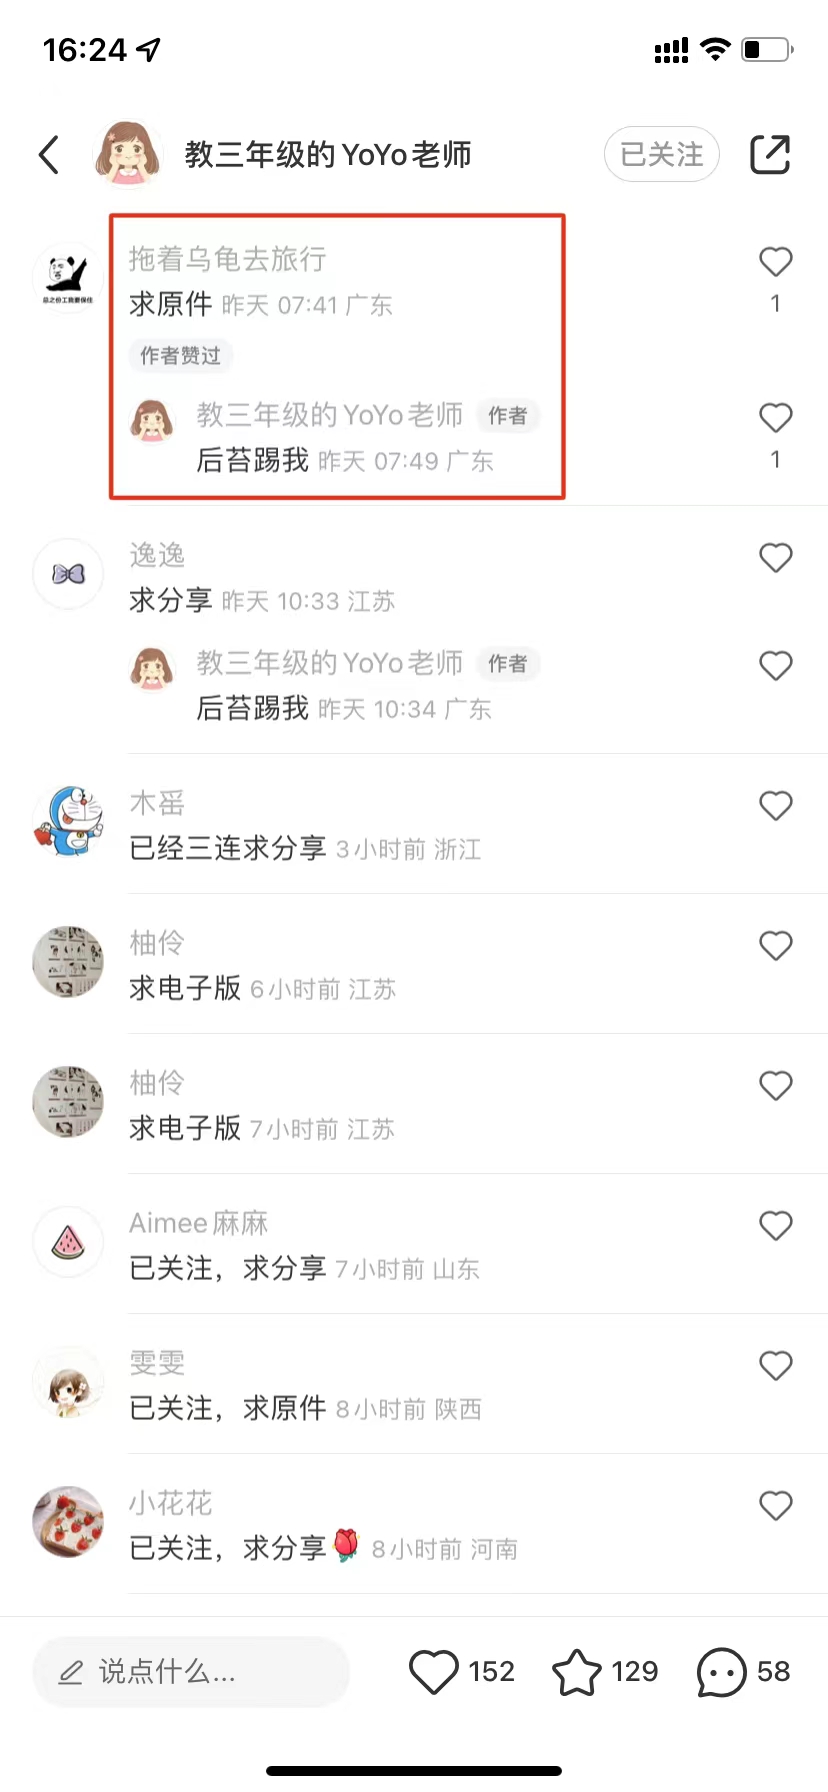 16:24
教三年级的YoYo老师
已关注
拖着乌龟去旅行
求原件 昨天 07:41 广东
1
作者赞过
教三年级的YoYo老师 作者
后苔踢我 昨天 07:49 广东
1
逸逸
求分享 昨天 10:33 江苏
教三年级的YoYo老师 作者
后苔踢我 昨天 10:34 广东
木窑
已经三连求分享 3小时前 浙江
柚伶
求电子版 6小时前 江苏
柚伶
求电子版 7小时前 江苏
Aimee麻麻
已关注，求分享 7小时前 山东
雯雯
已关注，求原件 8小时前 陕西
小花花
已关注，求分享🌹 8小时前 河南
说点什么...
152
129
58